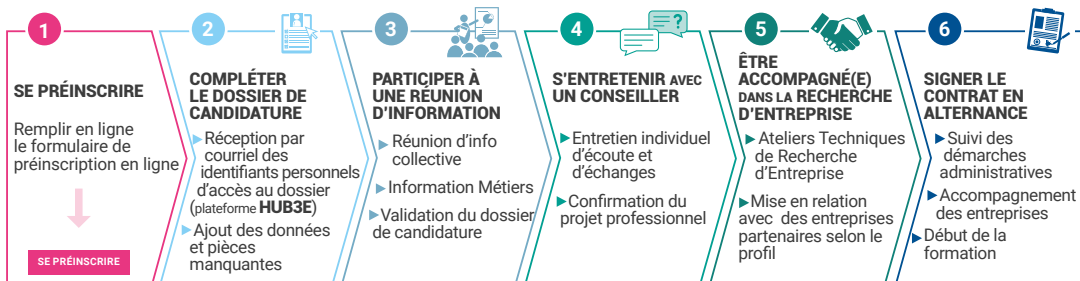 1
SE PRÉINSCRIRE
Remplir en ligne
le formulaire de
préinscription en ligne
SE PRÉINSCRIRE
2
COMPLÉTER
LE DOSSIER DE
CANDIDATURE
▶Réception par
courriel des
identifiants personnels
d'accès au dossier
(plateforme HUB3E)
▶Ajout des données
et pièces
manquantes
3
PARTICIPER À
UNE RÉUNION
D'INFORMATION
▶Réunion d'info
collective
▶Information Métiers
▶Validation du dossier
de candidature
4
?
S'ENTRETENIR AVEC
UN CONSEILLER
▶Entretien individuel
d'écoute et
d'échanges
▶Confirmation du
projet professionnel
5
ÊTRE
ACCOMPAGNÉ(E)
DANS LA RECHERCHE
D'ENTREPRISE
▶Ateliers Techniques
de Recherche
d'Entreprise
▶Mise en relation
avec des entreprises
partenaires selon le
profil
6
SIGNER LE
CONTRAT EN
ALTERNANCE
▶Suivi des
démarches
administratives
▶Accompagnement
des entreprises
▶Début de la
formation